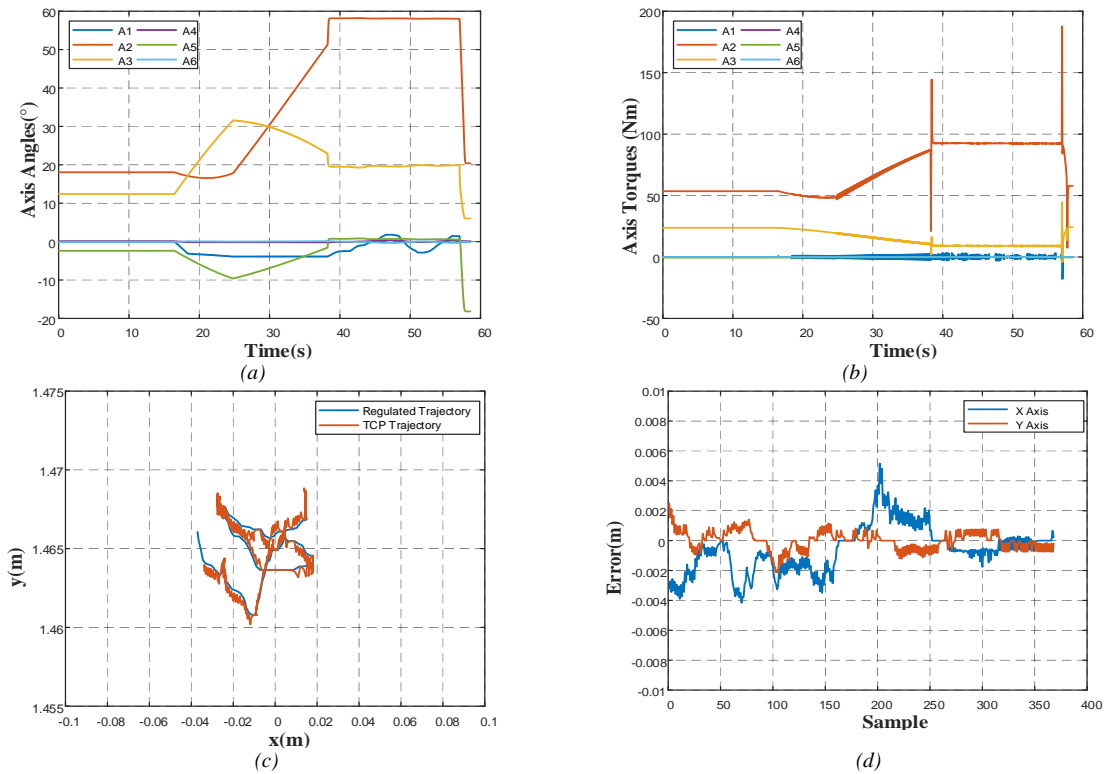 60
50
40
30
20
10
0
-10
-20
Axis Angles(°)
A1 A4
A2 A5
A3 A6
0 10 20 30 40 50 60
Time(s)
(a)
200
150
100
50
0
-50
Axis Torques (Nm)
A1 A4
A2 A5
A3 A6
0 10 20 30 40 50 60
Time(s)
(b)
1.475
1.47
1.465
1.46
1.455
y(m)
Regulated Trajectory
TCP Trajectory
-0.1 -0.08 -0.06 -0.04 -0.02 0 0.02 0.04 0.06 0.08 0.1
x(m)
(c)
0.01
0.008
0.006
0.004
0.002
0
-0.002
-0.004
-0.006
-0.008
-0.01
Error(m)
X Axis
Y Axis
0 50 100 150 200 250 300 350 400
Sample
(d)